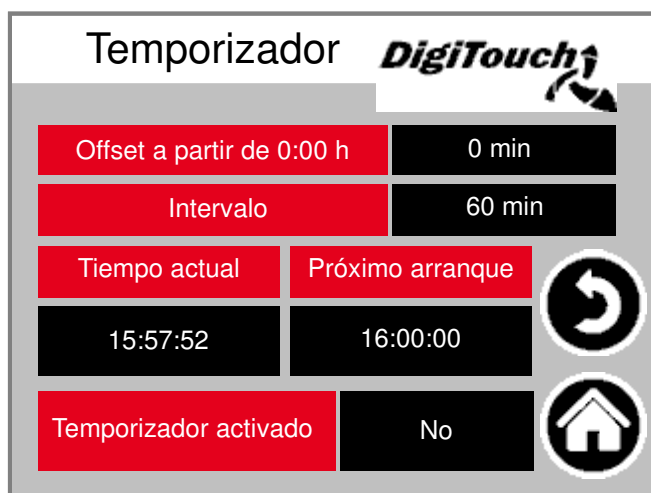 Temporizador DigiTouch
Offset a partir de 0:00 h 0 min
Intervalo 60 min
Tiempo actual Próximo arranque
15:57:52 16:00:00
Temporizador activado No